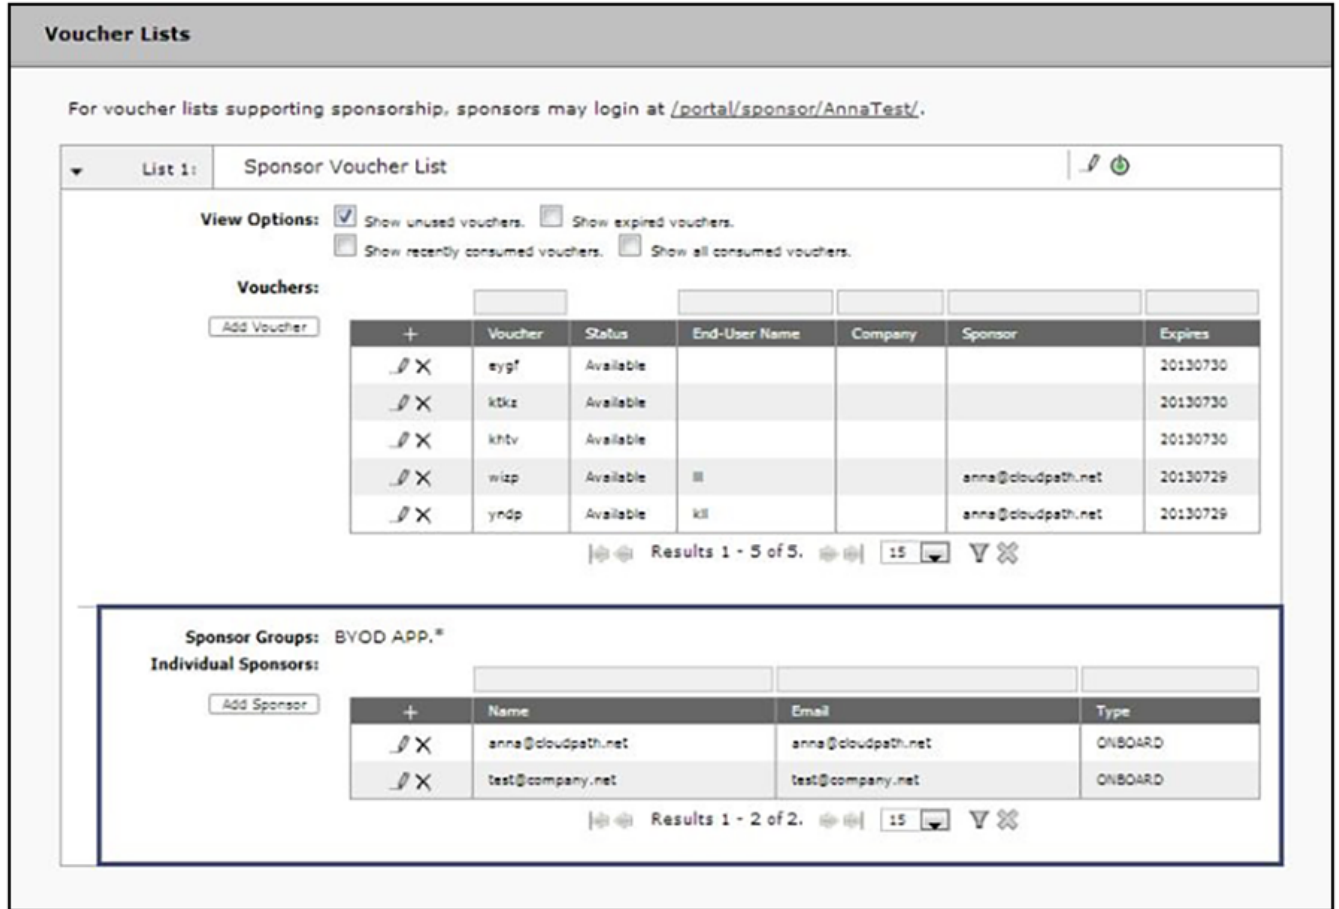 Voucher Lists
For voucher lists supporting sponsorship, sponsors may login at /portal/sponsor/AnnaTest/.
List 1: Sponsor Voucher List
View Options: Show unused vouchers. Show expired vouchers.
Show recently consumed vouchers. Show all consumed vouchers.
Vouchers:
Add Voucher
+ Voucher Status End-User Name Company Sponsor Expires
eygf Available 20130730
ktkz Available 20130730
khtv Available 20130730
wizp Available anna@cloudpath.net 20130729
yndp Available kll anna@cloudpath.net 20130729
Results 1 - 5 of 5. 15
Sponsor Groups: BYOD APP.*
Individual Sponsors:
Add Sponsor
+ Name Email Type
anna@cloudpath.net anna@cloudpath.net ONBOARD
test@company.net test@company.net ONBOARD
Results 1 - 2 of 2. 15